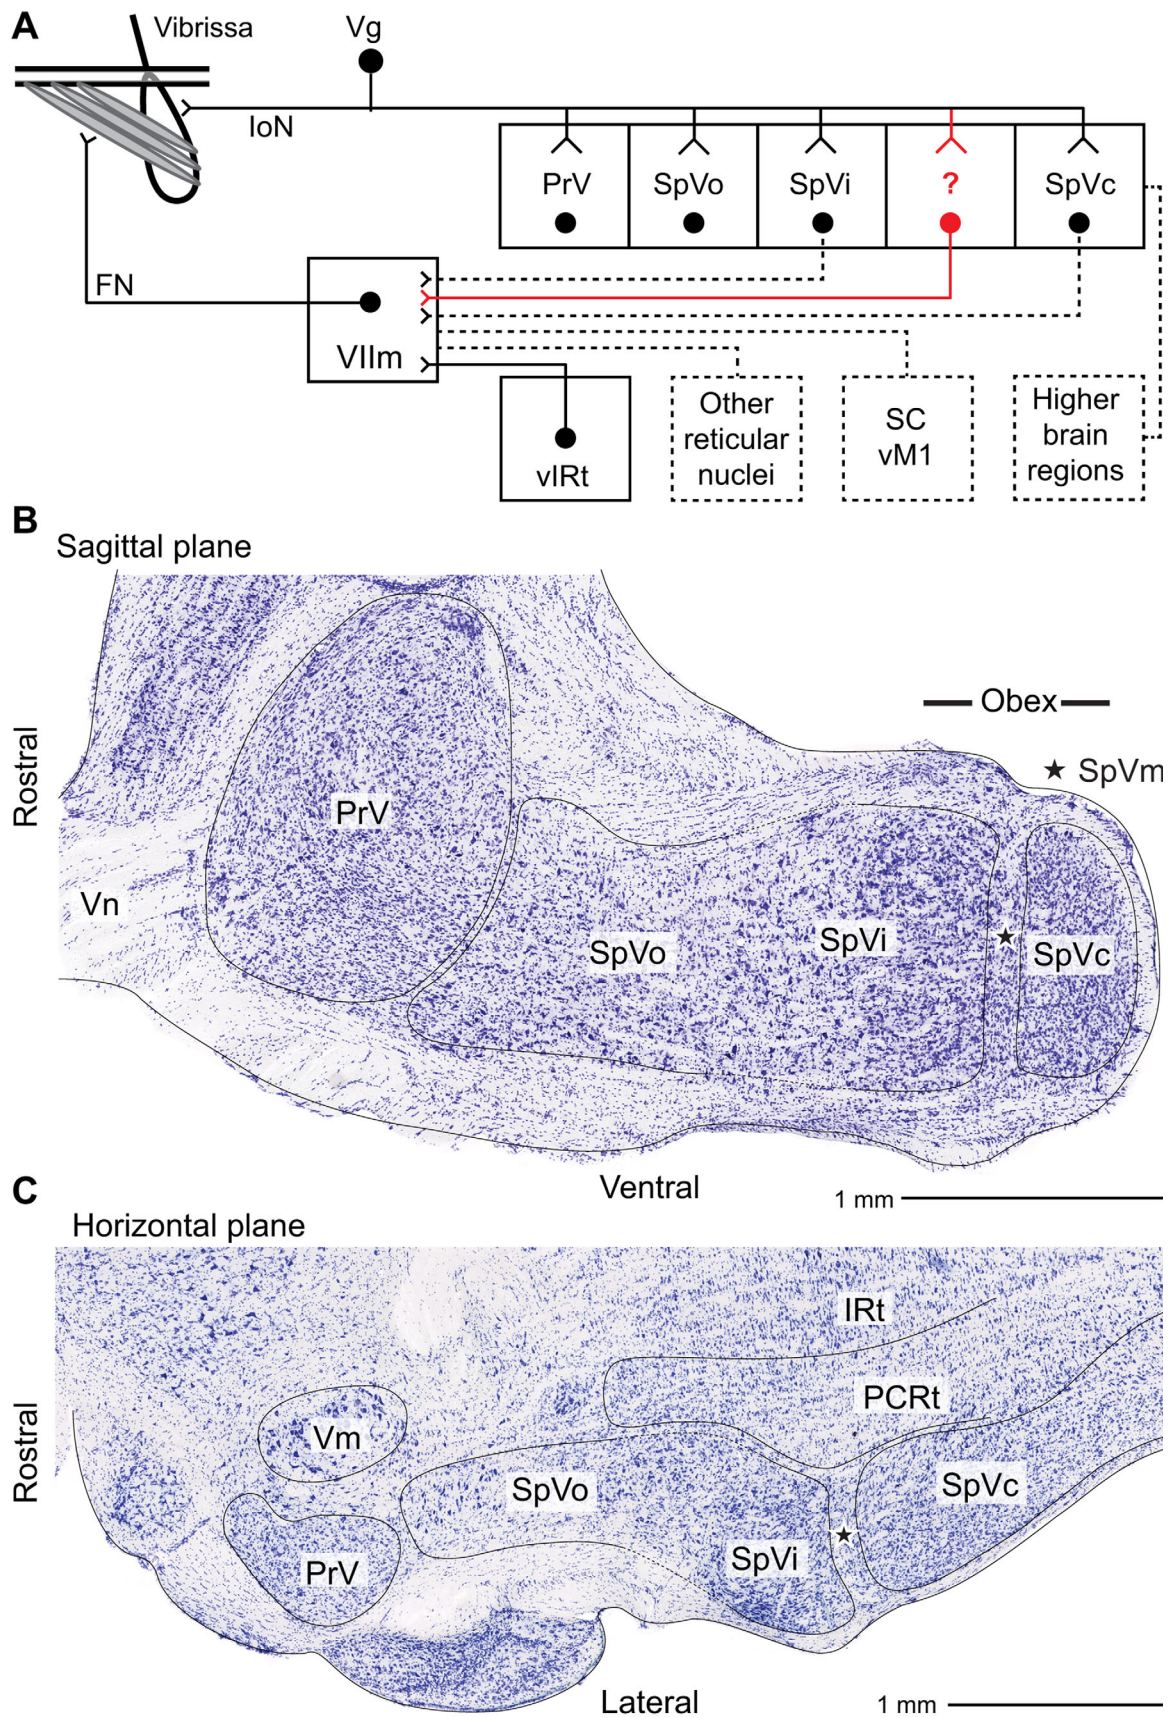 A
Vibrissa
Vg
IoN
PrV
SpVo
SpVi
?
SpVc
FN
VIIm
vIRt
Other
reticular
nuclei
SC
vM1
Higher
brain
regions
B
Sagittal plane
Obex
★ SpVm
Rostral
PrV
Vn
SpVo
SpVi
★
SpVc
Ventral
1 mm
C
Horizontal plane
IRt
PCRt
Rostral
Vm
SpVo
SpVc
★
SpVi
PrV
Lateral
1 mm